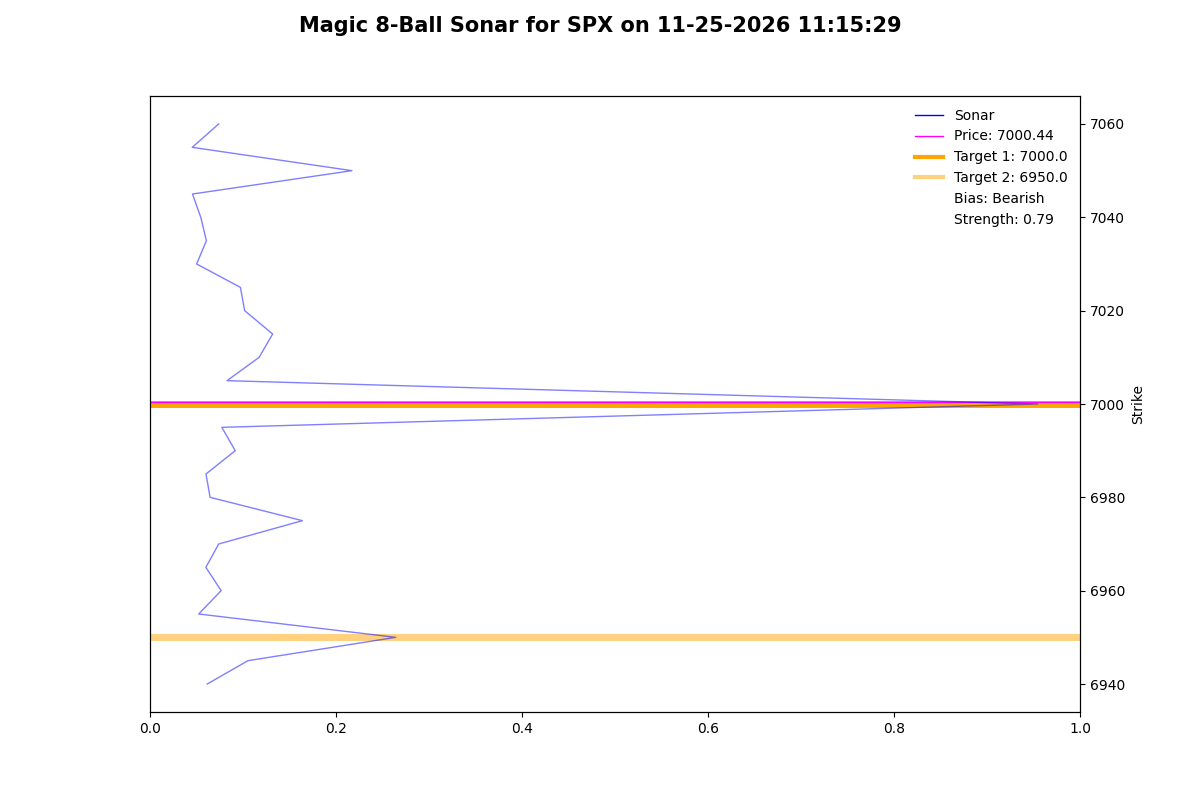 Magic 8-Ball Sonar for SPX on 11-25-2026 11:15:29
Sonar
Price: 7000.44
Target 1: 7000.0
Target 2: 6950.0
Bias: Bearish
Strength: 0.79
7060
7040
7020
7000
6980
6960
6940
Strike
0.0 0.2 0.4 0.6 0.8 1.0